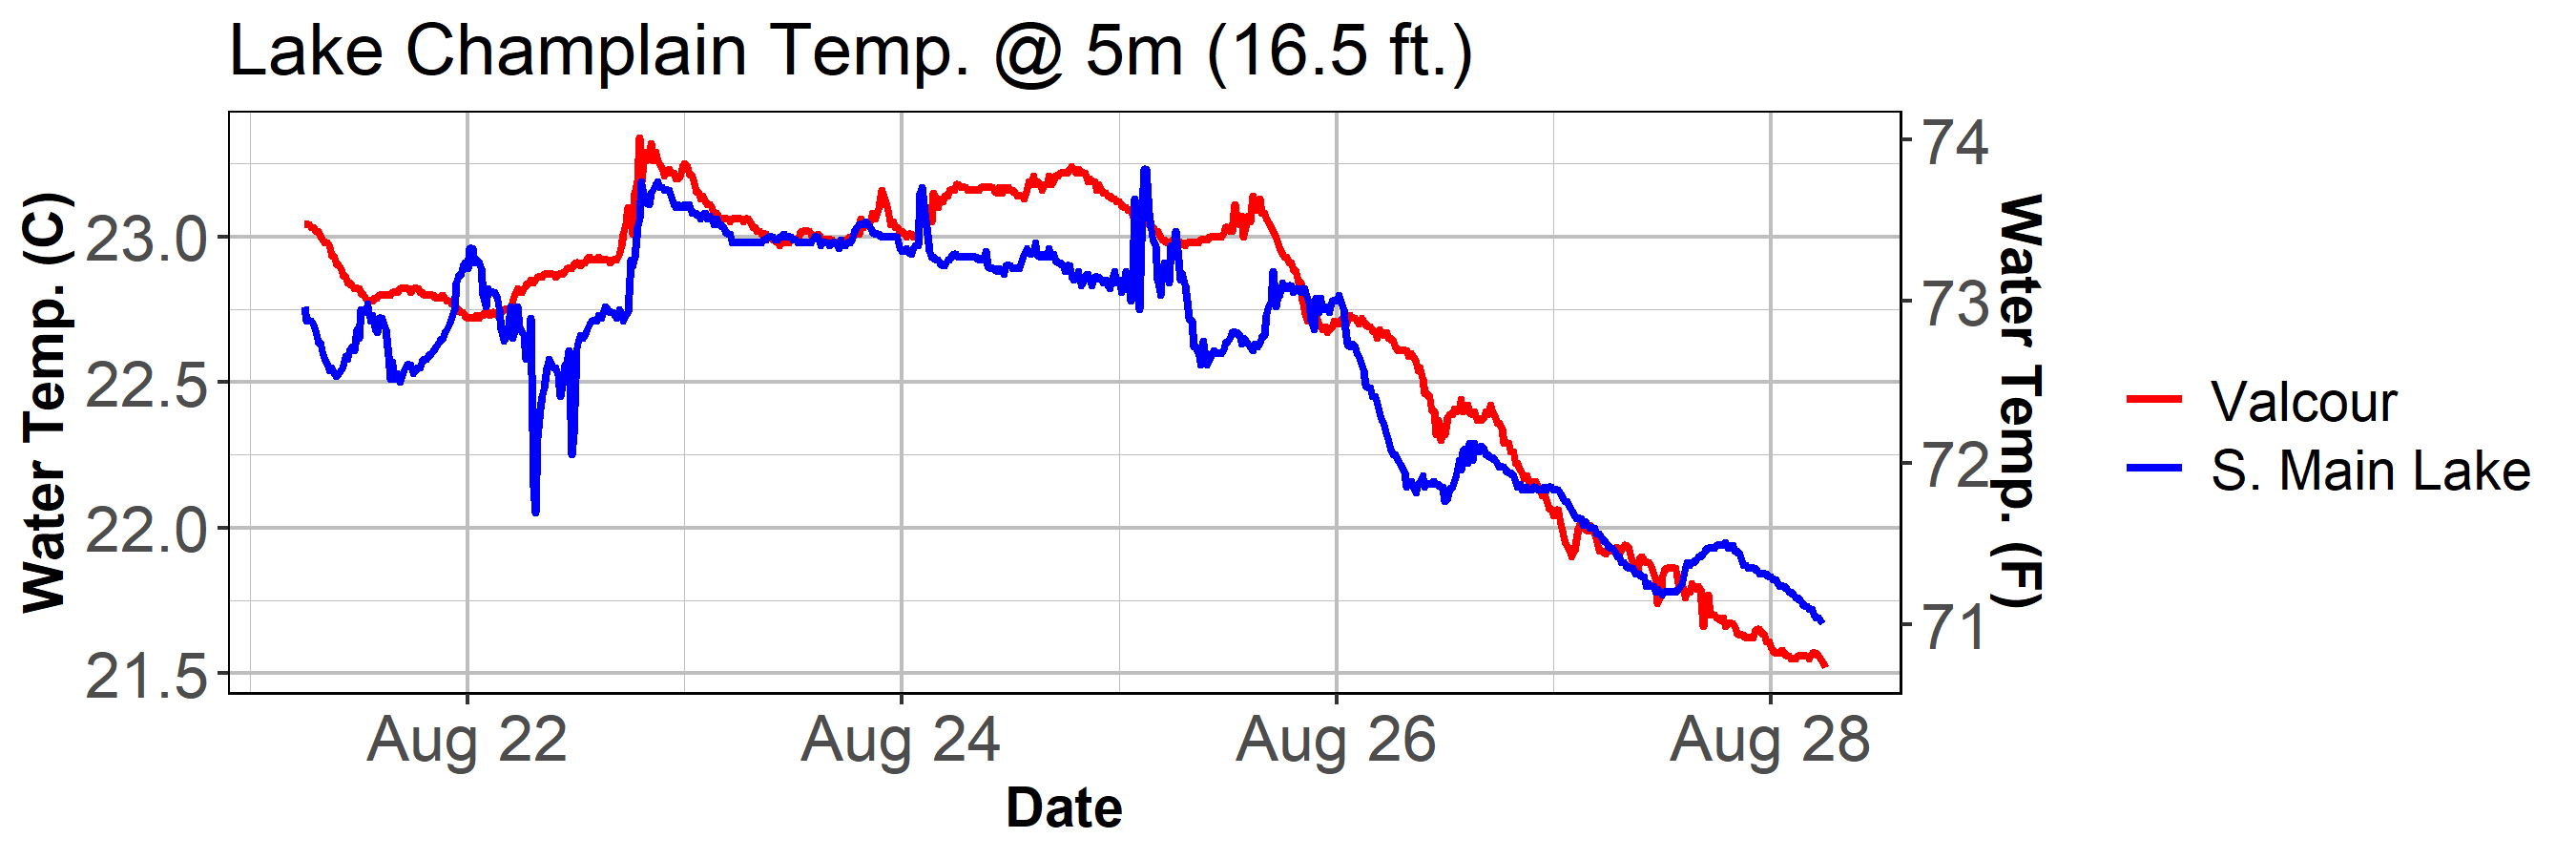 Lake Champlain Temp. @ 5m (16.5 ft.)
Water Temp. (C)
23.0
22.5
22.0
21.5
74
73
72
71
Water Temp. (F)
Aug 22
Aug 24
Aug 26
Aug 28
Date
Valcour
S. Main Lake